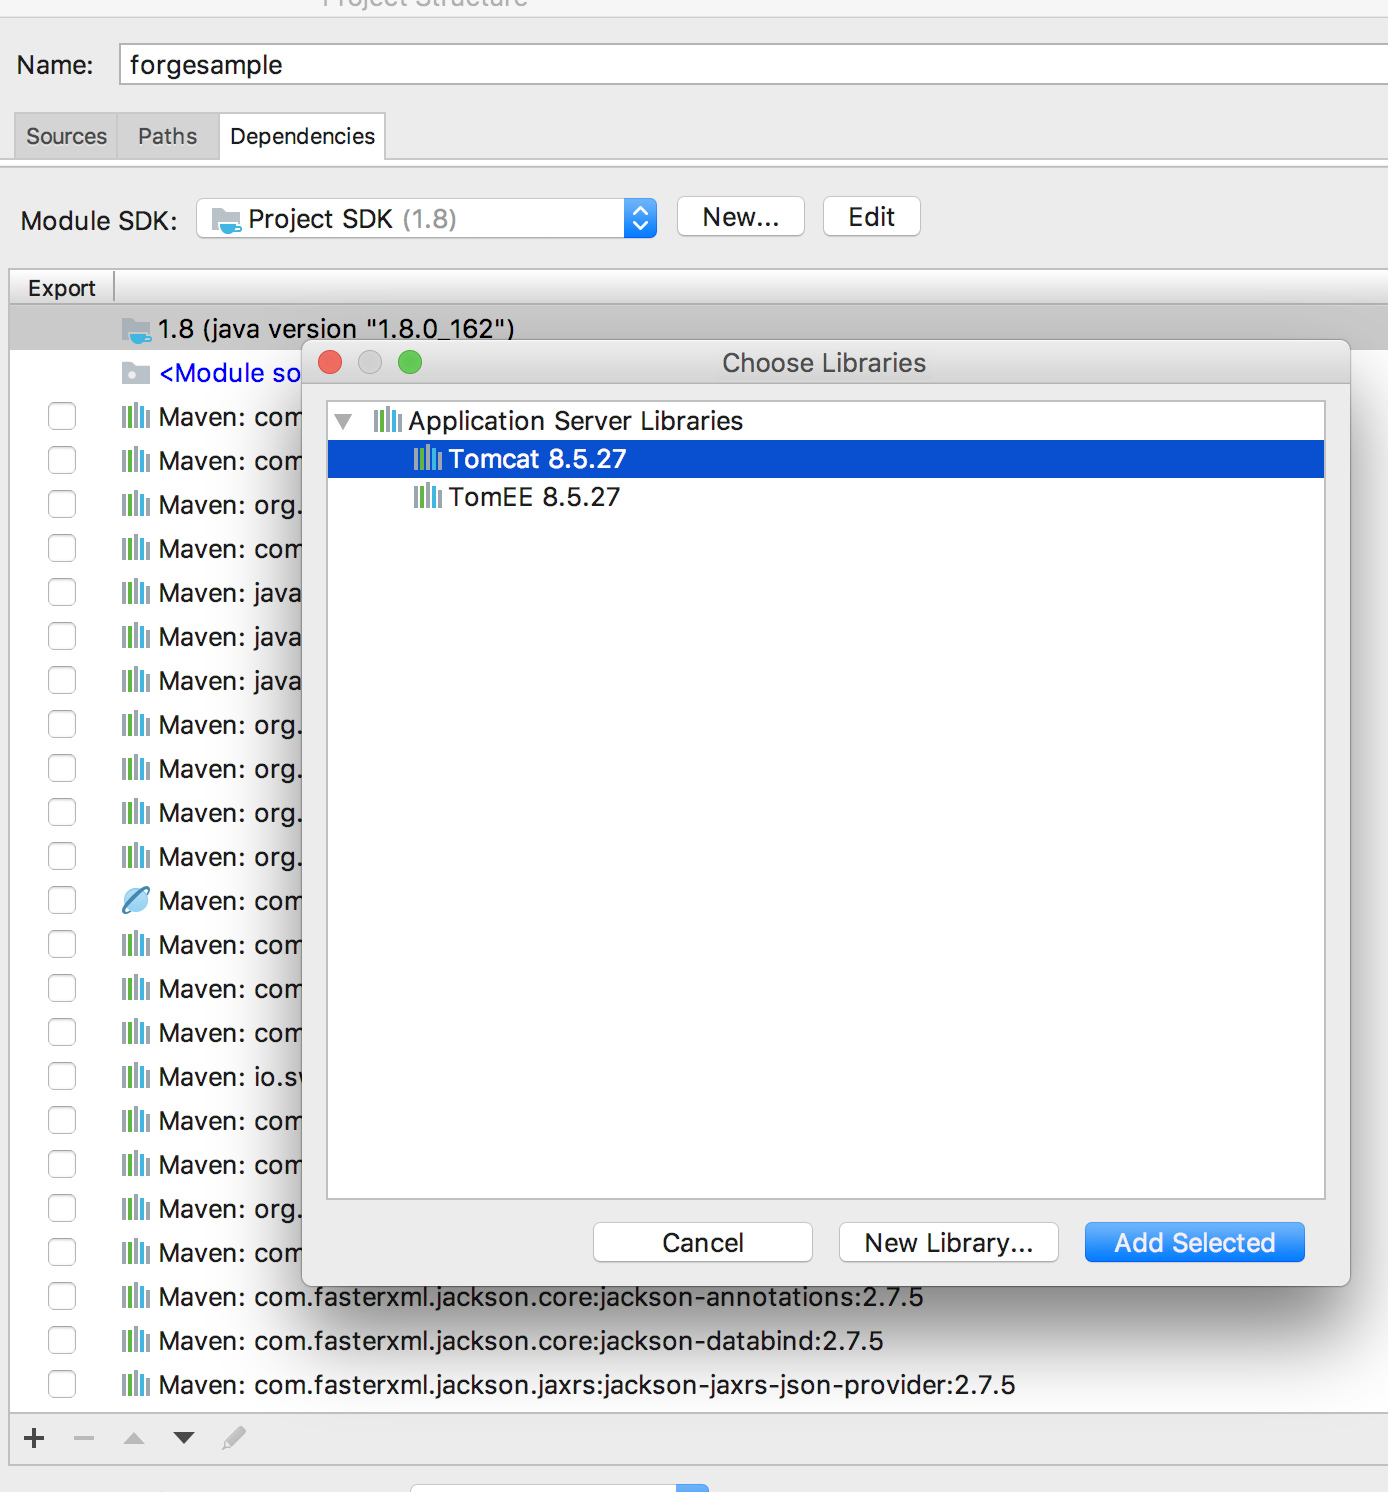 Project Structure
Name: forgesample
Sources Paths Dependencies
Module SDK: Project SDK (1.8) New... Edit
Export
1.8 (java version "1.8.0_162")
<Module so
Choose Libraries
Application Server Libraries
Tomcat 8.5.27
TomEE 8.5.27
Cancel New Library... Add Selected
Maven: com
Maven: com
Maven: org.
Maven: com
Maven: java
Maven: java
Maven: java
Maven: org.
Maven: org.
Maven: org.
Maven: org.
Maven: com
Maven: com
Maven: com
Maven: com
Maven: io.sw
Maven: com
Maven: com
Maven: org.
Maven: com
Maven: com.fasterxml.jackson.core:jackson-annotations:2.7.5
Maven: com.fasterxml.jackson.core:jackson-databind:2.7.5
Maven: com.fasterxml.jackson.jaxrs:jackson-jaxrs-json-provider:2.7.5